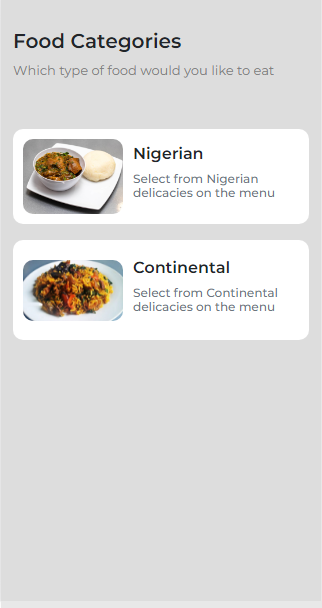 Food Categories
Which type of food would you like to eat
Nigerian
Select from Nigerian
delicacies on the menu
Continental
Select from Continental
delicacies on the menu